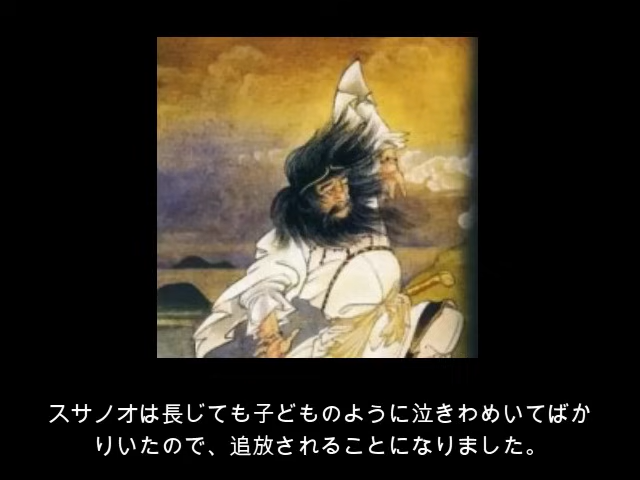 スサノオは長じても子どものように泣きわめいてばか
りいたので、追放されることになりました。